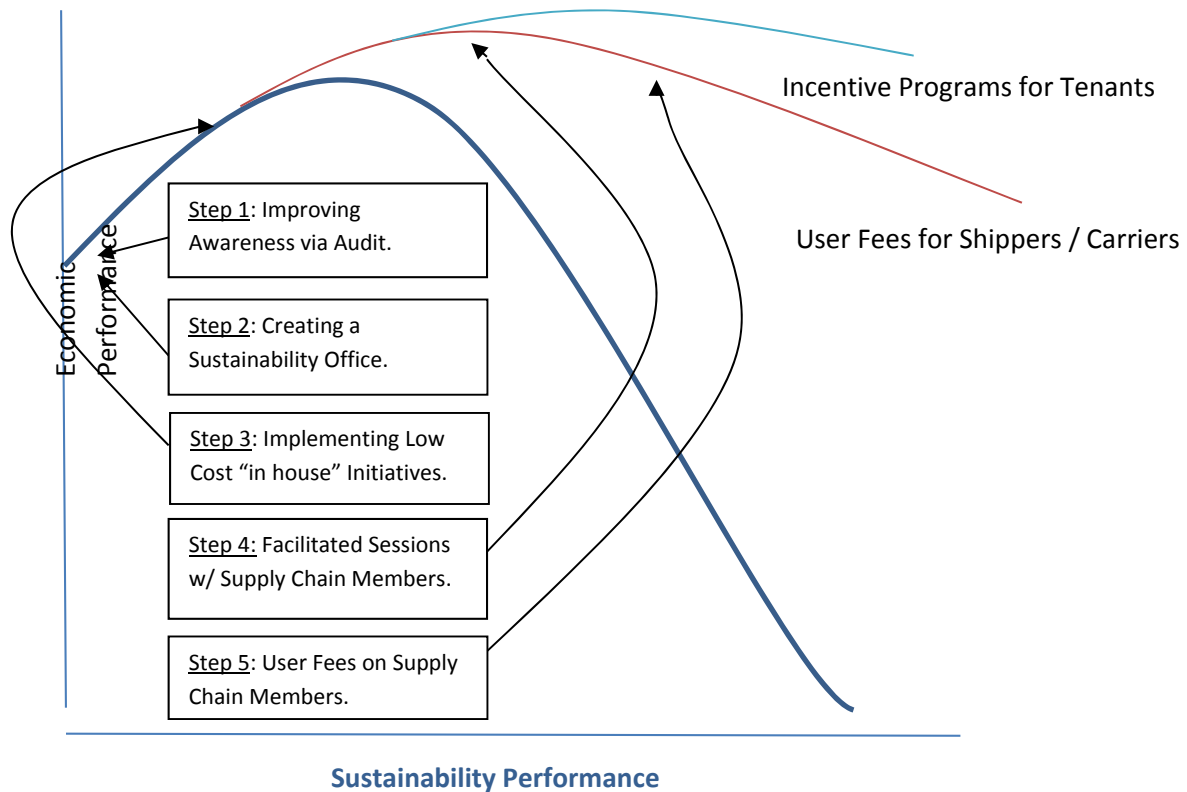 Incentive Programs for Tenants
User Fees for Shippers / Carriers
Economic
Performance
Step 1: Improving
Awareness via Audit.
Step 2: Creating a
Sustainability Office.
Step 3: Implementing Low
Cost “in house” Initiatives.
Step 4: Facilitated Sessions
w/ Supply Chain Members.
Step 5: User Fees on Supply
Chain Members.
Sustainability Performance